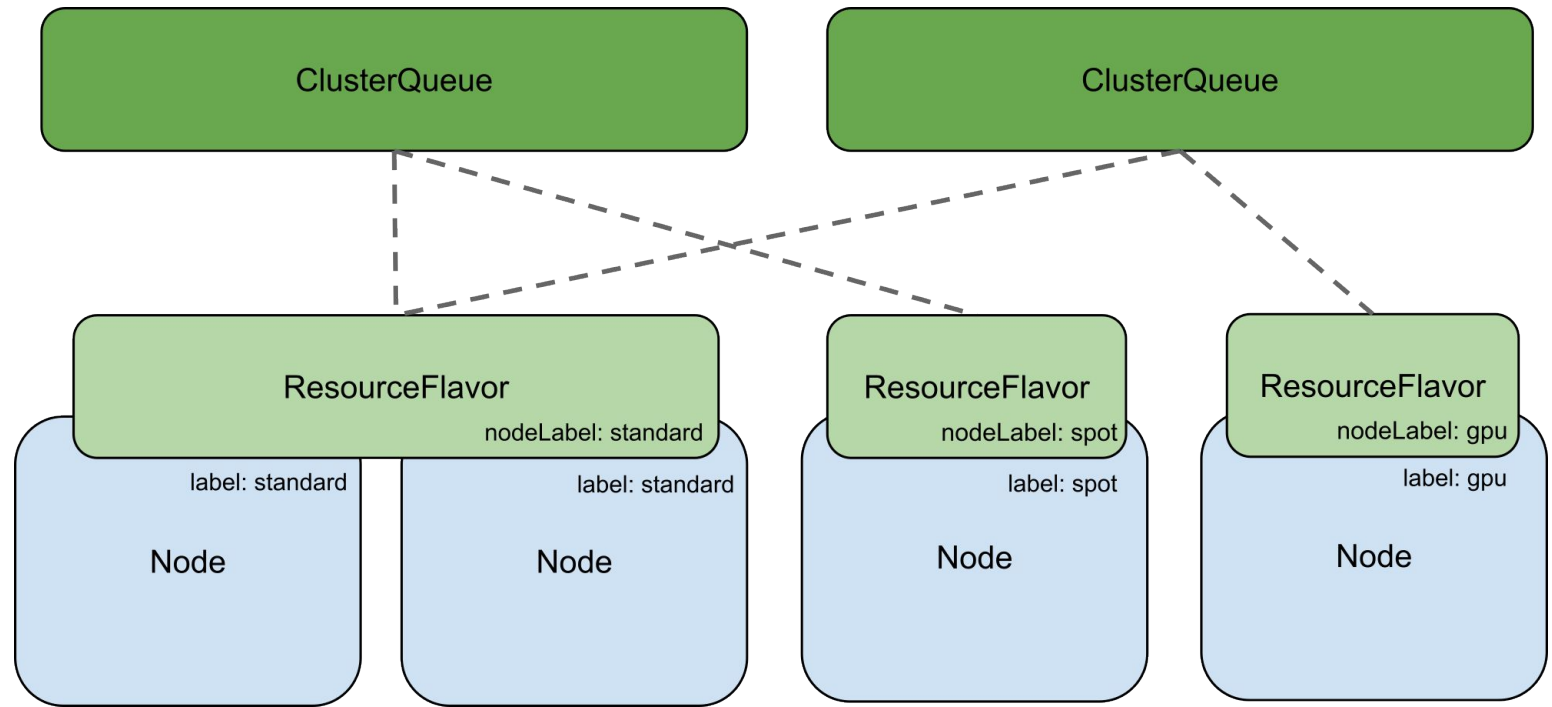 ClusterQueue
ClusterQueue
ResourceFlavor
nodeLabel: standard
ResourceFlavor
nodeLabel: spot
ResourceFlavor
nodeLabel: gpu
label: standard
Node
label: standard
Node
label: spot
Node
label: gpu
Node